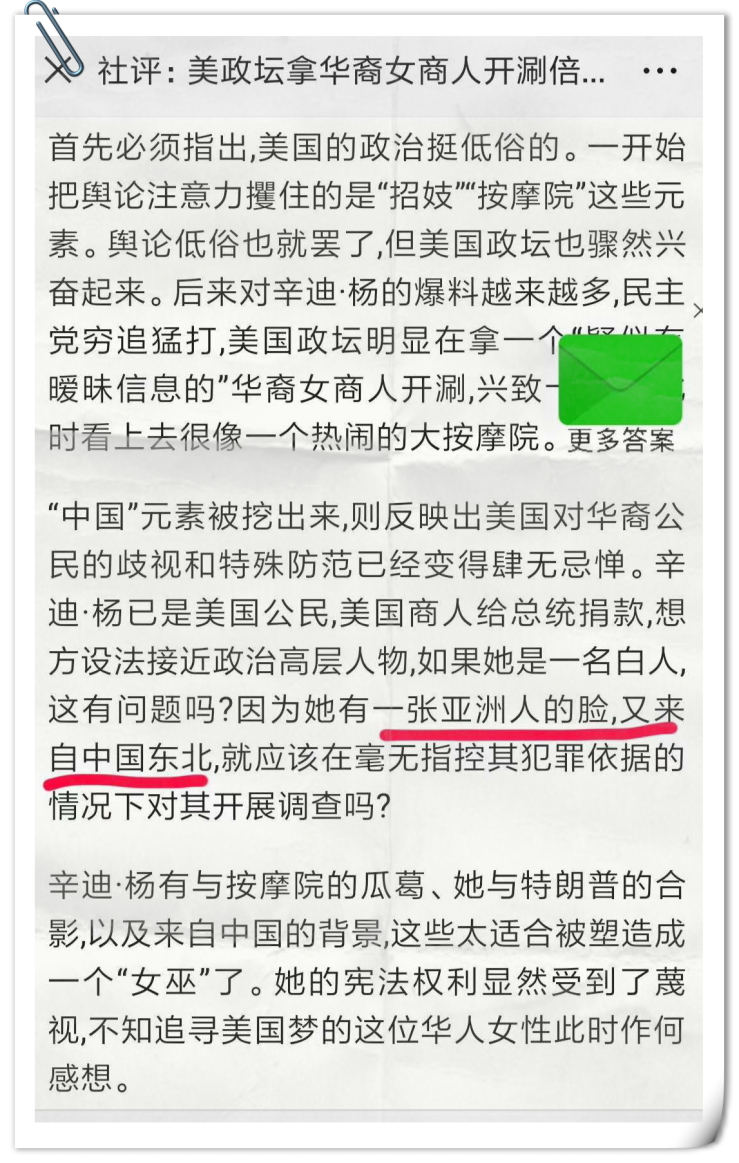 社评：美政坛拿华裔女商人开涮倍...
首先必须指出,美国的政治挺低俗的。一开始
把舆论注意力攫住的是“招妓”“按摩院”这些元
素。舆论低俗也就罢了,但美国政坛也骤然兴
奋起来。后来对辛迪·杨的爆料越来越多,民主
党穷追猛打,美国政坛明显在拿一个“疑似有
暧昧信息的”华裔女商人开涮,兴致一
时看上去很像一个热闹的大按摩院。
更多答案
“中国”元素被挖出来,则反映出美国对华裔公
民的歧视和特殊防范已经变得肆无忌惮。辛
迪·杨已是美国公民,美国商人给总统捐款,想
方设法接近政治高层人物,如果她是一名白人,
这有问题吗?因为她有一张亚洲人的脸,又来
自中国东北,就应该在毫无指控其犯罪依据的
情况下对其开展调查吗?
辛迪·杨有与按摩院的瓜葛、她与特朗普的合
影,以及来自中国的背景,这些太适合被塑造成
一个“女巫”了。她的宪法权利显然受到了蔑
视,不知追寻美国梦的这位华人女性此时作何
感想。